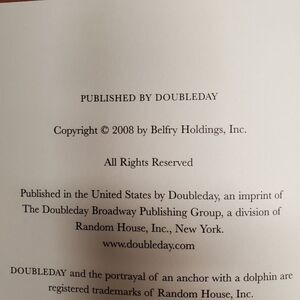 PUBLISHED BY DOUBLEDAY
Copyright © 2008 by Belfry Holdings, Inc.
All Rights Reserved
Published in the United States by Doubleday, an imprint of
The Doubleday Broadway Publishing Group, a division of
Random House, Inc., New York.
www.doubleday.com
DOUBLEDAY and the portrayal of an anchor with a dolphin are
registered trademarks of Random House, Inc.